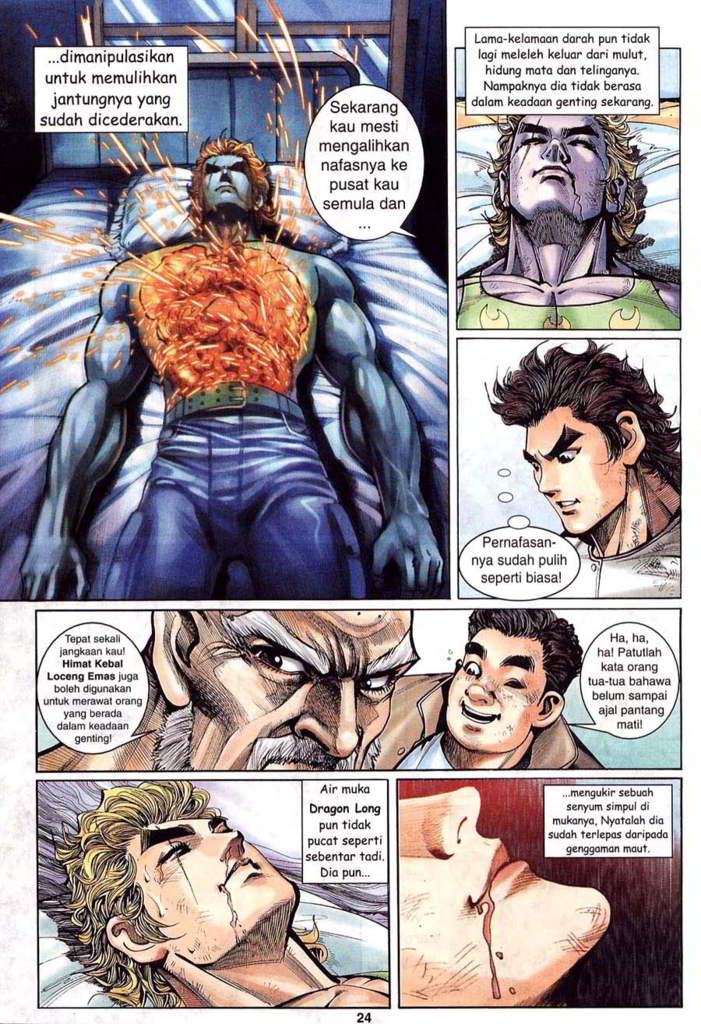 ...dimanipulasikan
untuk memulihkan
jantungnya yang
sudah dicederakan.
Sekarang
kau mesti
mengalihkan
nafasnya ke
pusat kau
semula dan
...
Lama-kelamaan darah pun tidak
lagi meleleh keluar dari mulut,
hidung mata dan telinganya.
Nampaknya dia tidak berasa
dalam keadaan genting sekarang.
Pernafasan-
nya sudah pulih
seperti biasa!
Tepat sekali
jangkaan kau!
Himat Kebal
Loceng Emas juga
boleh digunakan
untuk merawat orang
yang berada
dalam keadaan
genting!
Ha, ha,
ha! Patutlah
kata orang
tua-tua bahawa
belum sampai
ajal pantang
mati!
Air muka
Dragon Long
pun tidak
pucat seperti
sebentar tadi.
Dia pun...
...mengukir sebuah
senyum simpul di
mukanya, Nyatalah dia
sudah terlepas daripada
genggaman maut.
24